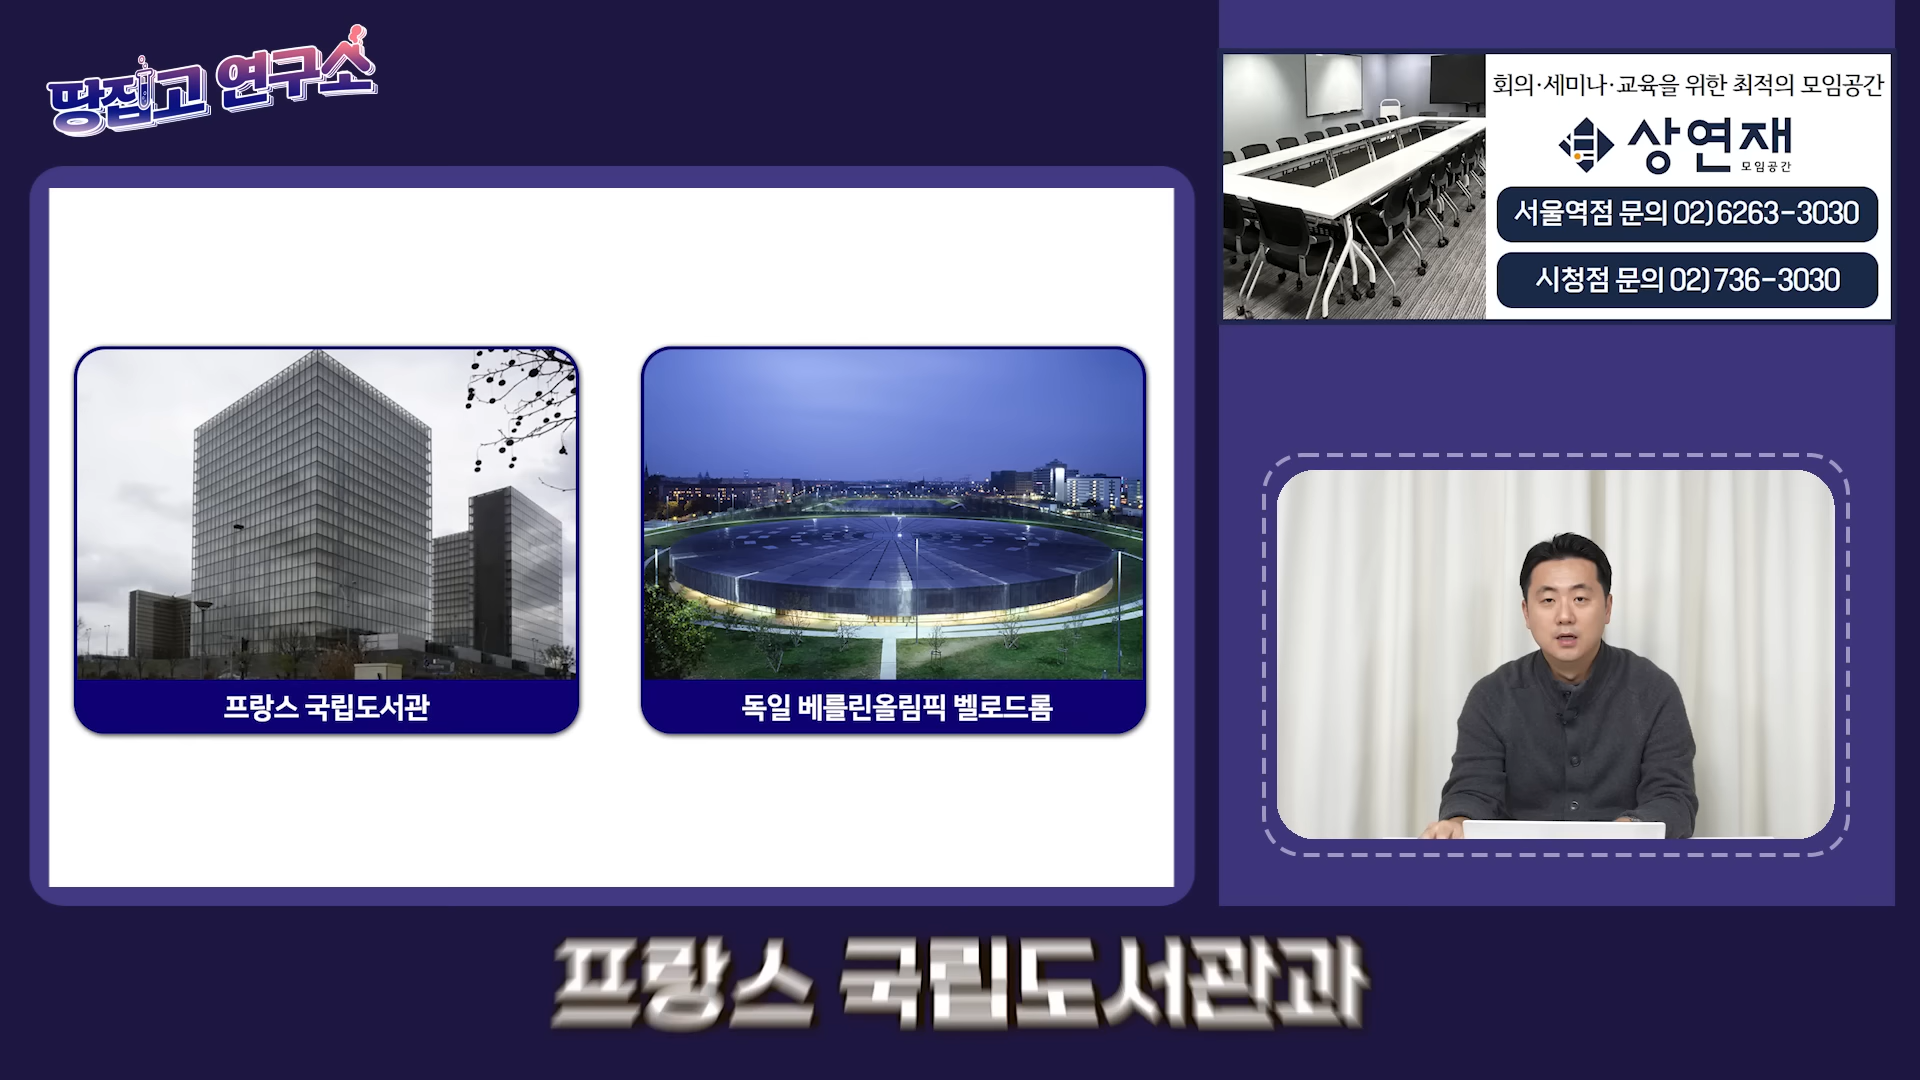 땅집고 연구소
회의·세미나·교육을 위한 최적의 모임공간
상연재
모임공간
서울역점 문의 02)6263-3030
시청점 문의 02)736-3030
프랑스 국립도서관
독일 베를린올림픽 벨로드롬
프랑스 국립도서관과